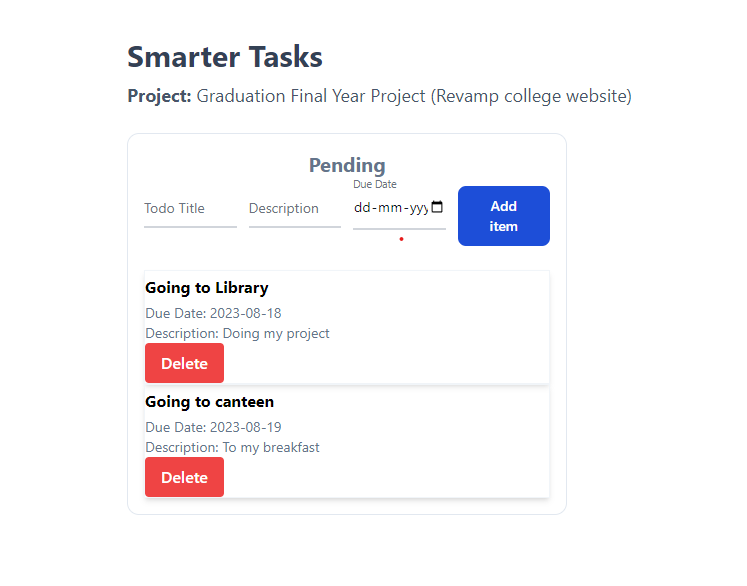 Smarter Tasks
Project: Graduation Final Year Project (Revamp college website)
Pending
Due Date
Todo Title
Description
dd-mm-yyy
Add
item
Going to Library
Due Date: 2023-08-18
Description: Doing my project
Delete
Going to canteen
Due Date: 2023-08-19
Description: To my breakfast
Delete